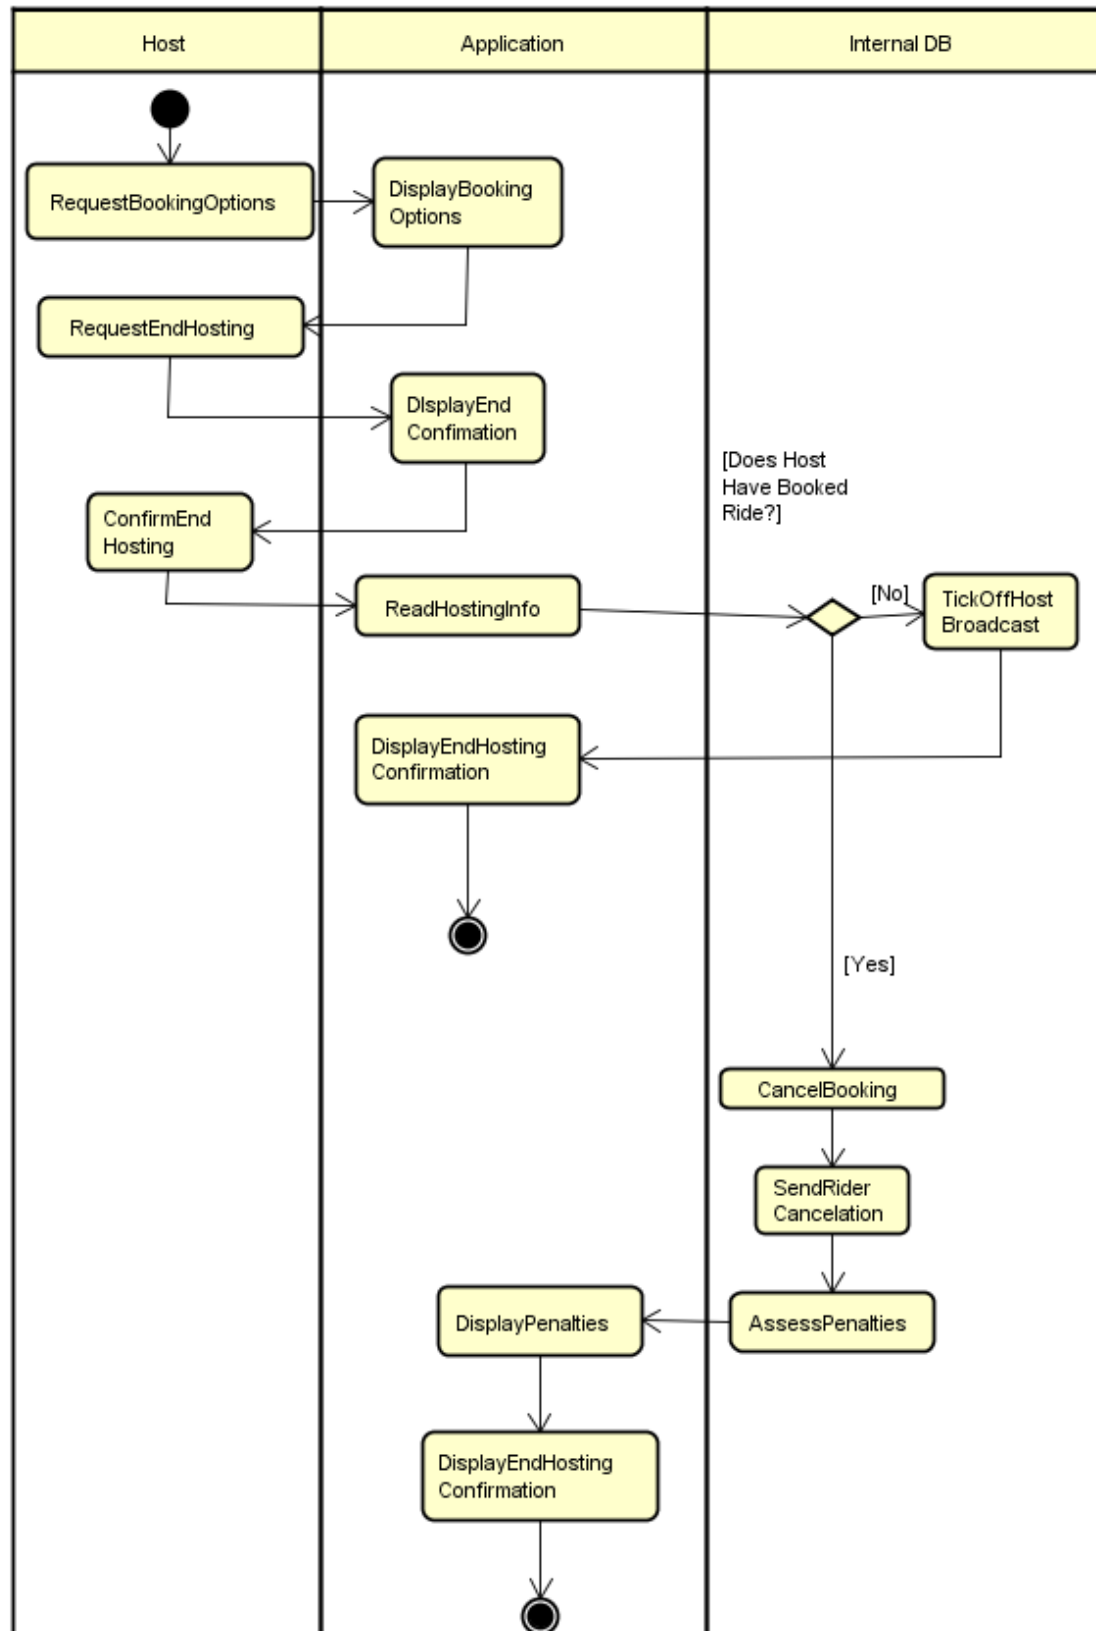 Host
Application
Internal DB
RequestBookingOptions
DisplayBooking
Options
RequestEndHosting
DIsplayEnd
Confimation
[Does Host
Have Booked
Ride?]
ConfirmEnd
Hosting
ReadHostingInfo
[No]
TickOffHost
Broadcast
DisplayEndHosting
Confirmation
[Yes]
CancelBooking
SendRider
Cancelation
AssessPenalties
DisplayPenalties
DisplayEndHosting
Confirmation